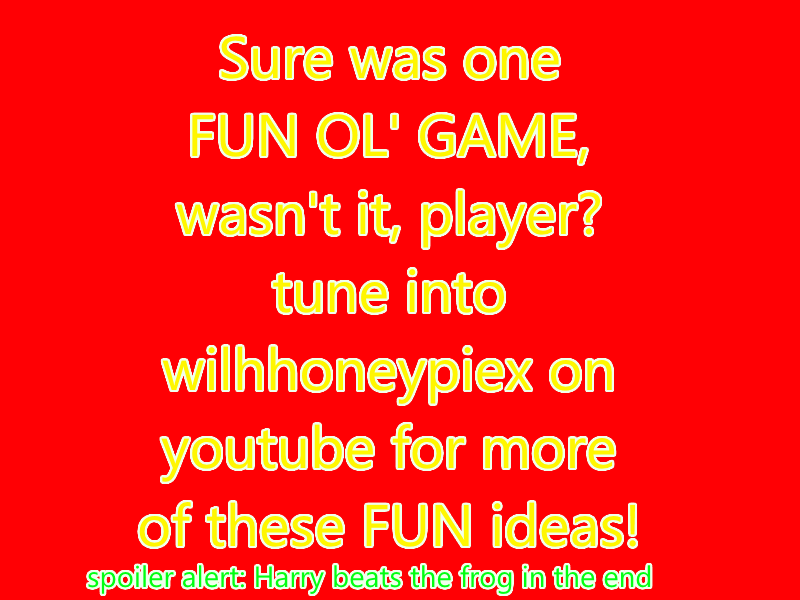 Sure was one
FUN OL' GAME,
wasn't it, player?
tune into
wilhhoneypiex on
youtube for more
of these FUN ideas!
spoiler alert: Harry beats the frog in the end